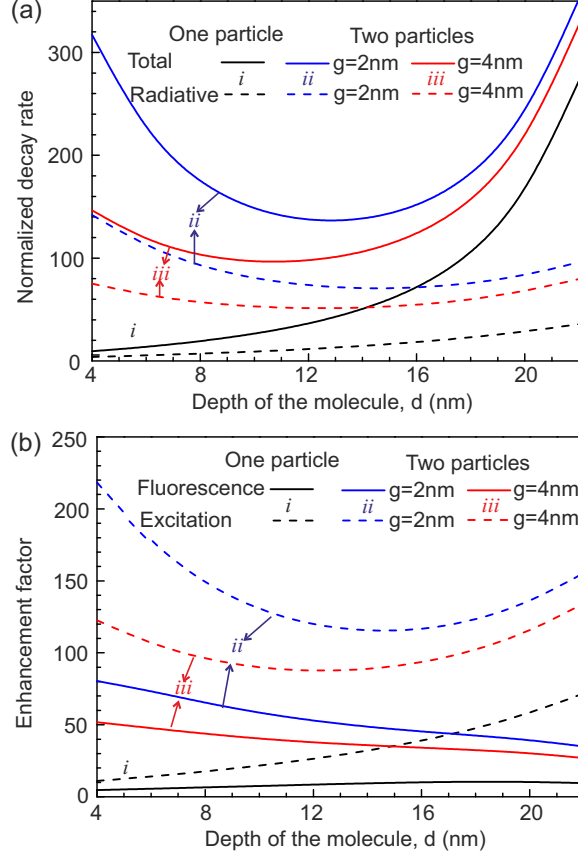 (a)
One particle Two particles
Total i ii g=2nm iii g=4nm
Radiative g=2nm g=4nm
Normalized decay rate
300
200
100
0
ii
iii
i
4 8 12 16 20
Depth of the molecule, d (nm)
(b)
One particle Two particles
Fluorescence i ii g=2nm iii g=4nm
Excitation g=2nm g=4nm
Enhancement factor
250
200
150
100
50
0
ii
iii
i
4 8 12 16 20
Depth of the molecule, d (nm)